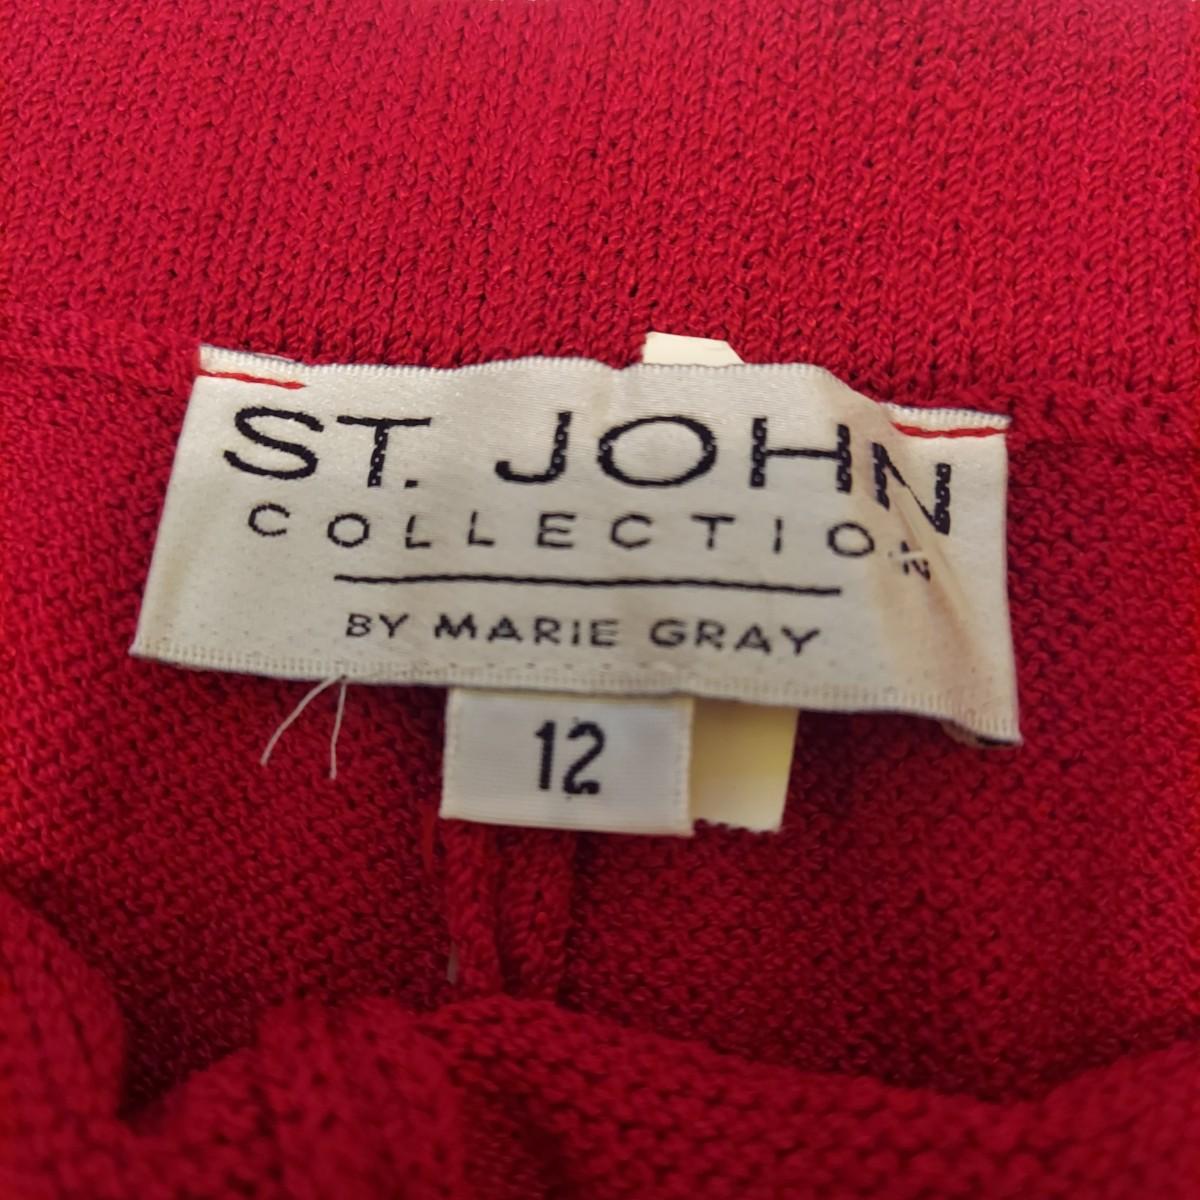 ST. JOHN
COLLECTION
BY MARIE GRAY
12